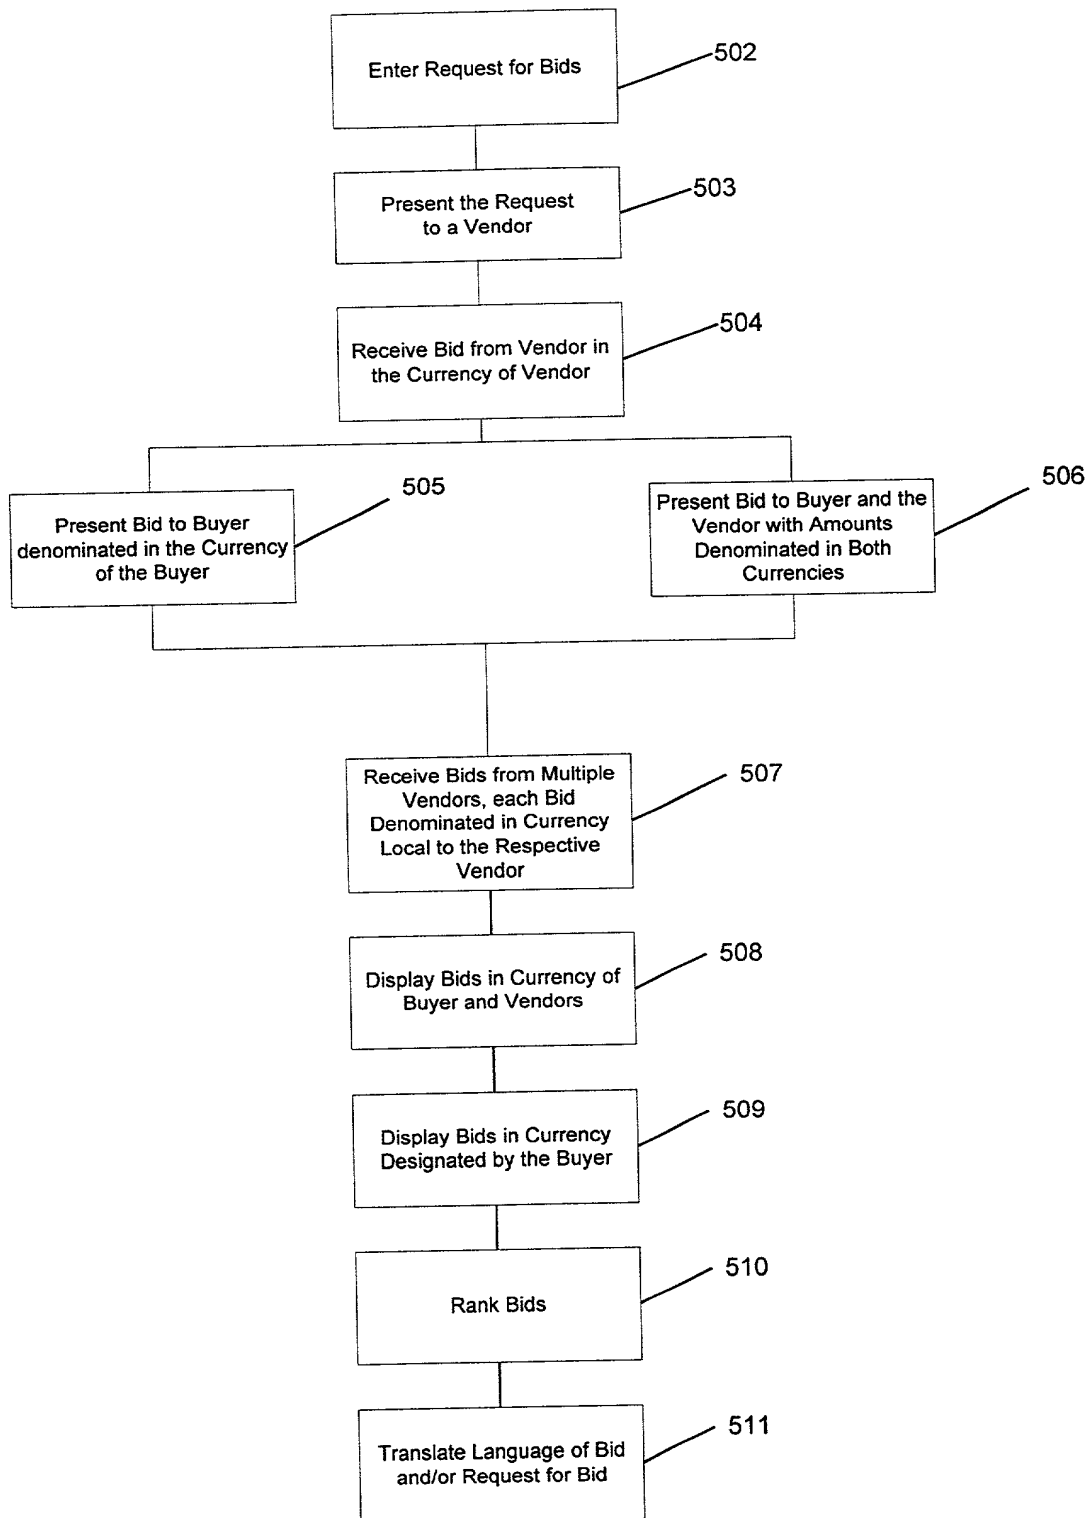 Enter Request for Bids
502
Present the Request
to a Vendor
503
Receive Bid from Vendor in
the Currency of Vendor
504
Present Bid to Buyer
denominated in the Currency
of the Buyer
505
Present Bid to Buyer and the
Vendor with Amounts
Denominated in Both
Currencies
506
Receive Bids from Multiple
Vendors, each Bid
Denominated in Currency
Local to the Respective
Vendor
507
Display Bids in Currency of
Buyer and Vendors
508
Display Bids in Currency
Designated by the Buyer
509
Rank Bids
510
Translate Language of Bid
and/or Request for Bid
511